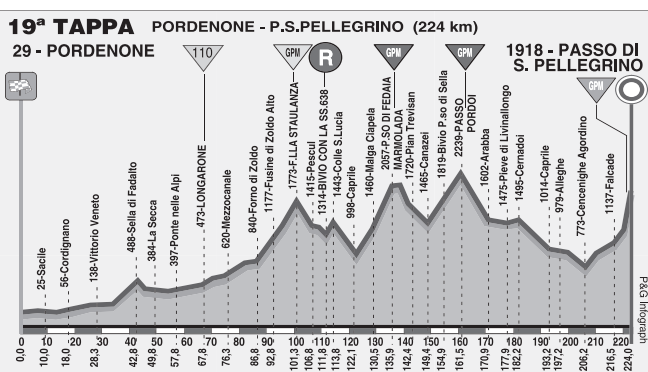 19ª TAPPA PORDENONE - P.S.PELLEGRINO (224 km)
29 - PORDENONE
1918 - PASSO DI
S. PELLEGRINO
110
GPM
R
GPM
GPM
GPM
25-Sacile
56-Cordignano
138-Vittorio Veneto
488-Sella di Fadalto
384-La Secca
397-Ponte nelle Alpi
473-LONGARONE
620-Mezzocanale
840-Forno di Zoldo
1177-Fusine di Zoldo Alto
1773-F.LLA STAULANZA
1415-Pescul
1314-BIVIO CON LA SS.638
1443-Colle S.Lucia
998-Caprile
1460-Malga Ciapela
2057-P.SO DI FEDAIA
MARMOLADA
1720-Pian Trevisan
1465-Canazei
1819-Bivio P.so di Sella
2239-PASSO
PORDOI
1602-Arabba
1475-Pieve di Livinallongo
1495-Cernadoi
1014-Caprile
979-Alleghe
773-Cencenighe Agordino
1137-Falcade
P&G Infograph
0 10 20 30 40 50 60 70 80 90 100 110 120 130 140 150 160 170 180 190 200 210 220
0,0
10,0
18,0
28,3
42,8
49,8
57,8
67,8
76,3
86,8
92,8
101,3
106,8
111,8
113,8
122,1
130,5
135,9
142,4
149,4
154,9
161,5
170,9
177,9
182,2
193,2
197,2
206,2
216,5
224,0